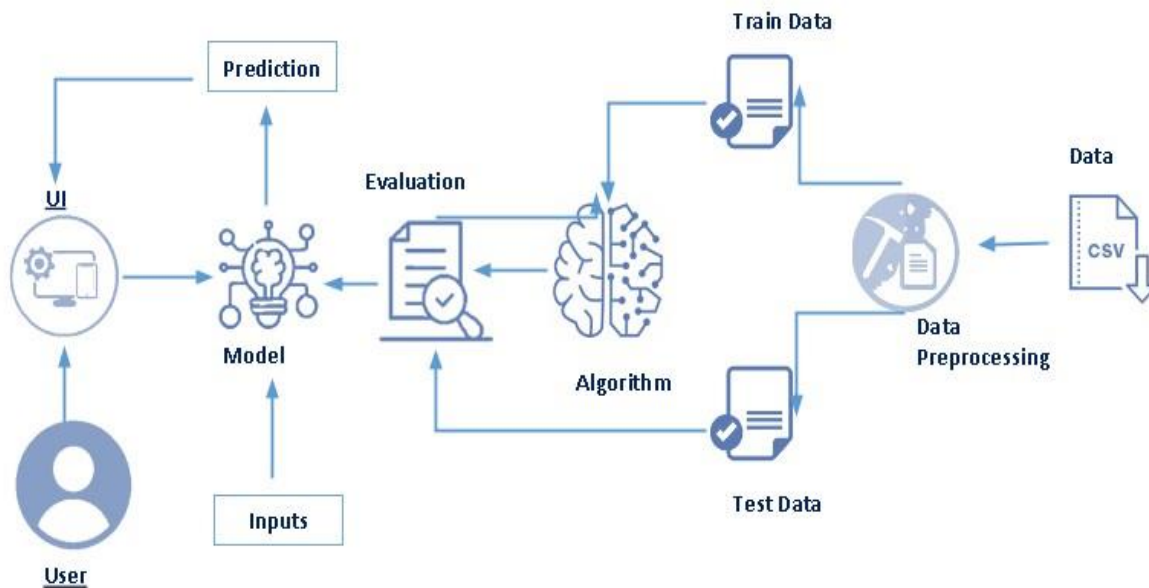 Train Data
Prediction
Data
Evaluation
UI
CSV
Model
Data
Preprocessing
Algorithm
Inputs
Test Data
User